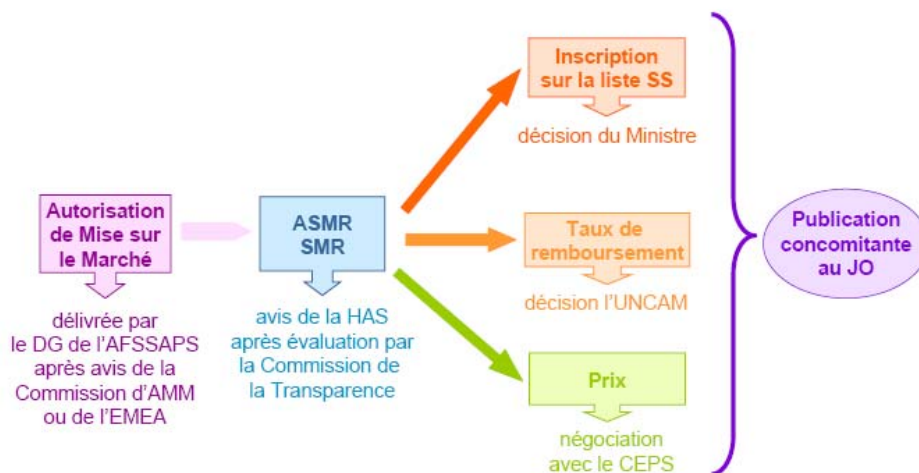 Autorisation
de Mise sur
le Marché
délivrée par
le DG de l'AFSSAPS
après avis de la
Commission d'AMM
ou de l'EMEA
ASMR
SMR
avis de la HAS
après évaluation par
la Commission de
la Transparence
Inscription
sur la liste SS
décision du Ministre
Taux de
remboursement
décision l'UNCAM
Prix
négociation
avec le CEPS
Publication
concomitante
au JO